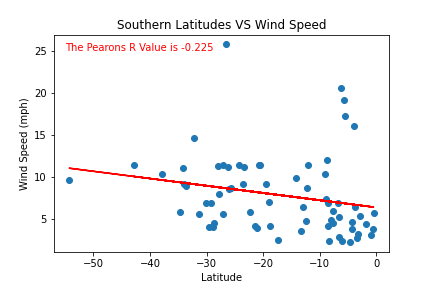 Southern Latitudes VS Wind Speed
The Pearons R Value is -0.225
25
20
15
10
5
Wind Speed (mph)
−50
−40
−30
−20
−10
0
Latitude